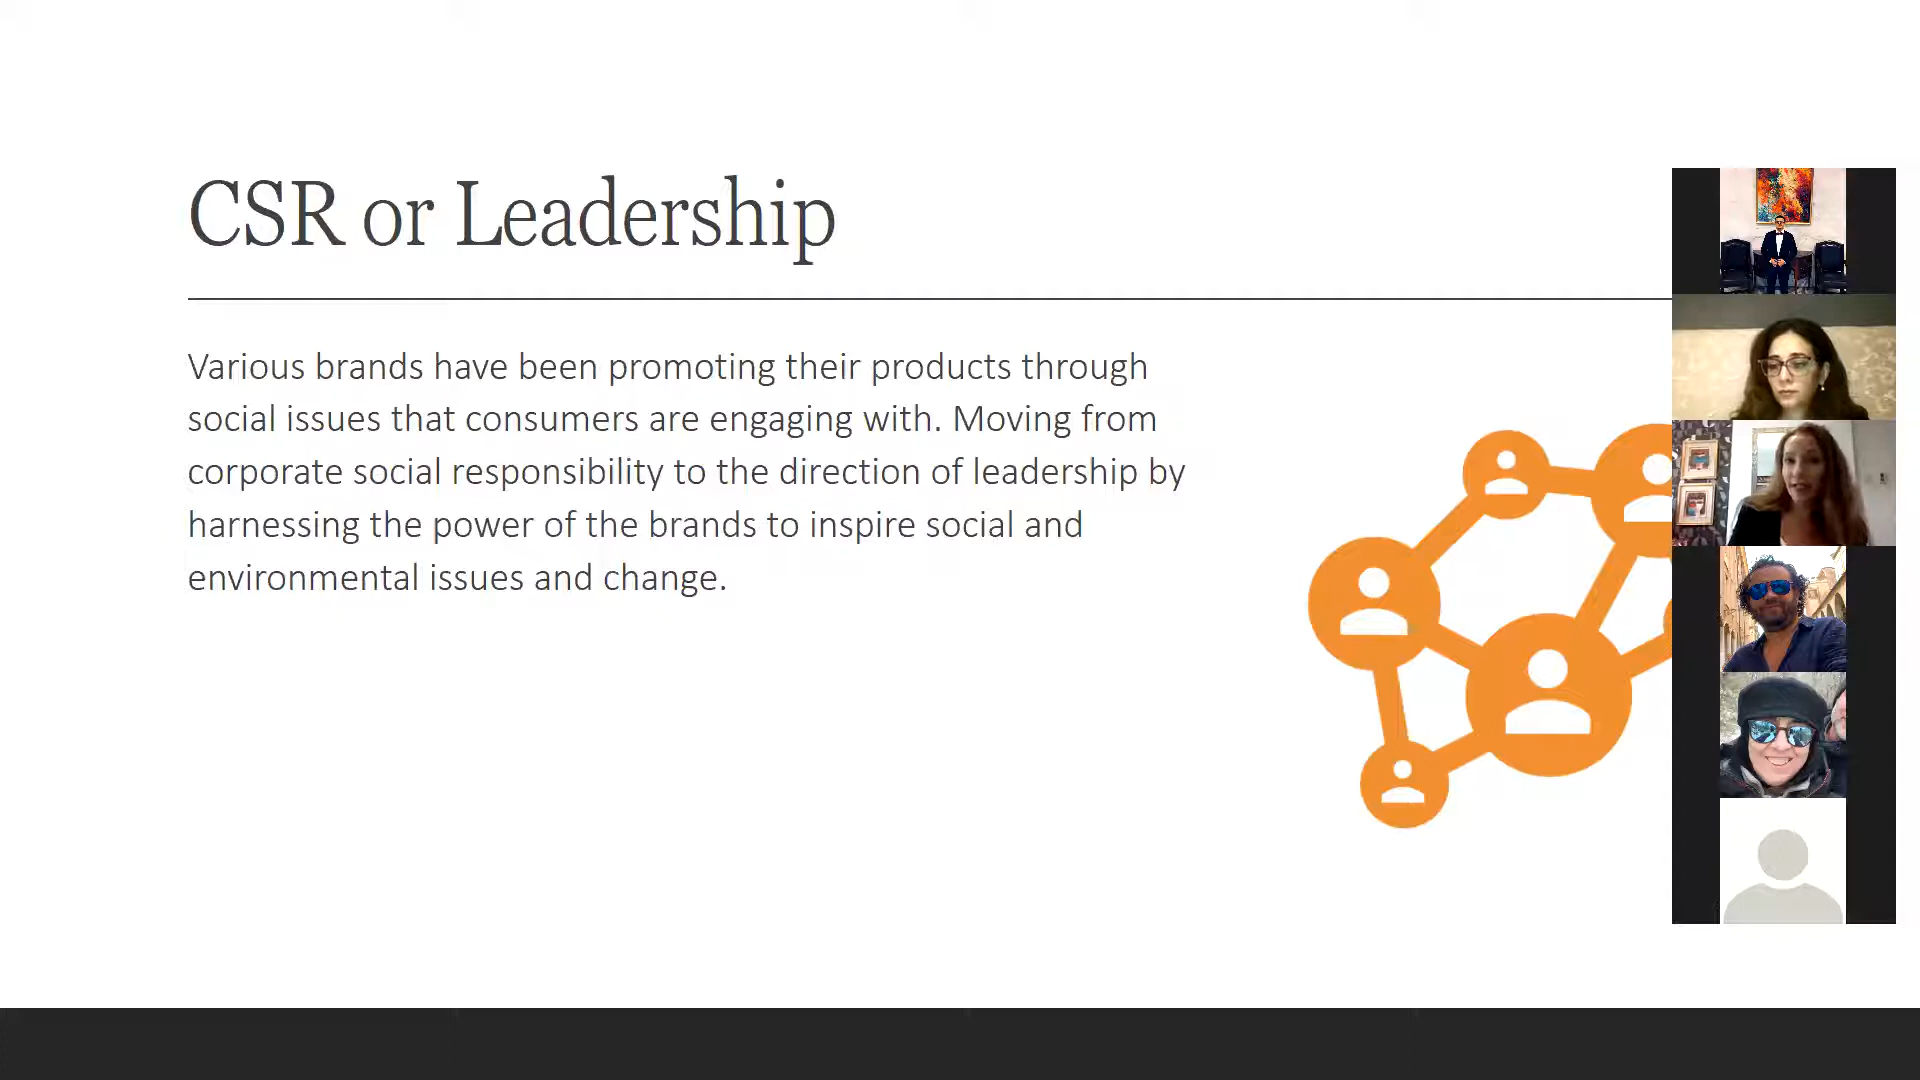 CSR or Leadership
Various brands have been promoting their products through
social issues that consumers are engaging with. Moving from
corporate social responsibility to the direction of leadership by
harnessing the power of the brands to inspire social and
environmental issues and change.